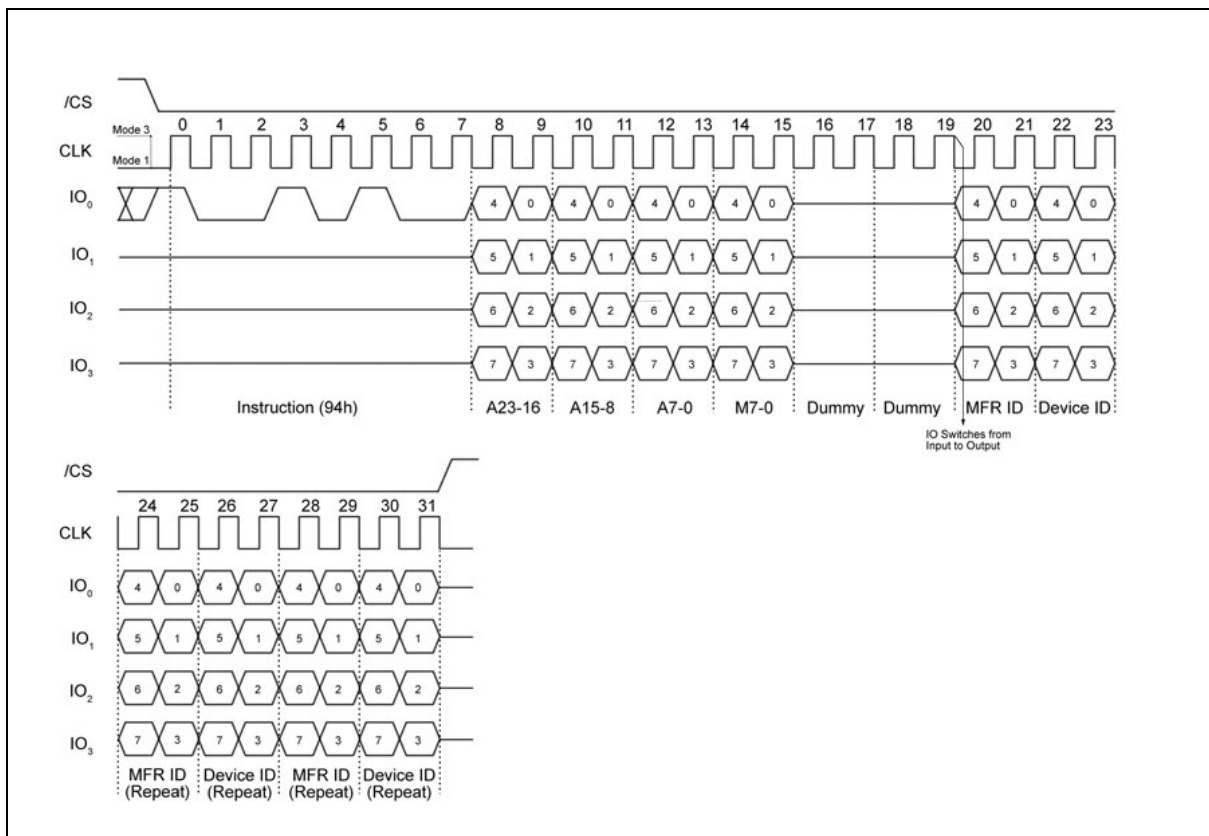 /CS
Mode 3
0 1 2 3 4 5 6 7 8 9 10 11 12 13 14 15 16 17 18 19 20 21 22 23
CLK
Mode 1
IO0 4 0 4 0 4 0 4 0 4 0 4 0
IO1 5 1 5 1 5 1 5 1 5 1 5 1
IO2 6 2 6 2 6 2 6 2 6 2 6 2
IO3 7 3 7 3 7 3 7 3 7 3 7 3
Instruction (94h) A23-16 A15-8 A7-0 M7-0 Dummy Dummy MFR ID Device ID
IO Switches from
Input to Output
/CS
24 25 26 27 28 29 30 31
CLK
IO0 4 0 4 0 4 0 4 0
IO1 5 1 5 1 5 1 5 1
IO2 6 2 6 2 6 2 6 2
IO3 7 3 7 3 7 3 7 3
MFR ID Device ID MFR ID Device ID
(Repeat) (Repeat) (Repeat) (Repeat)